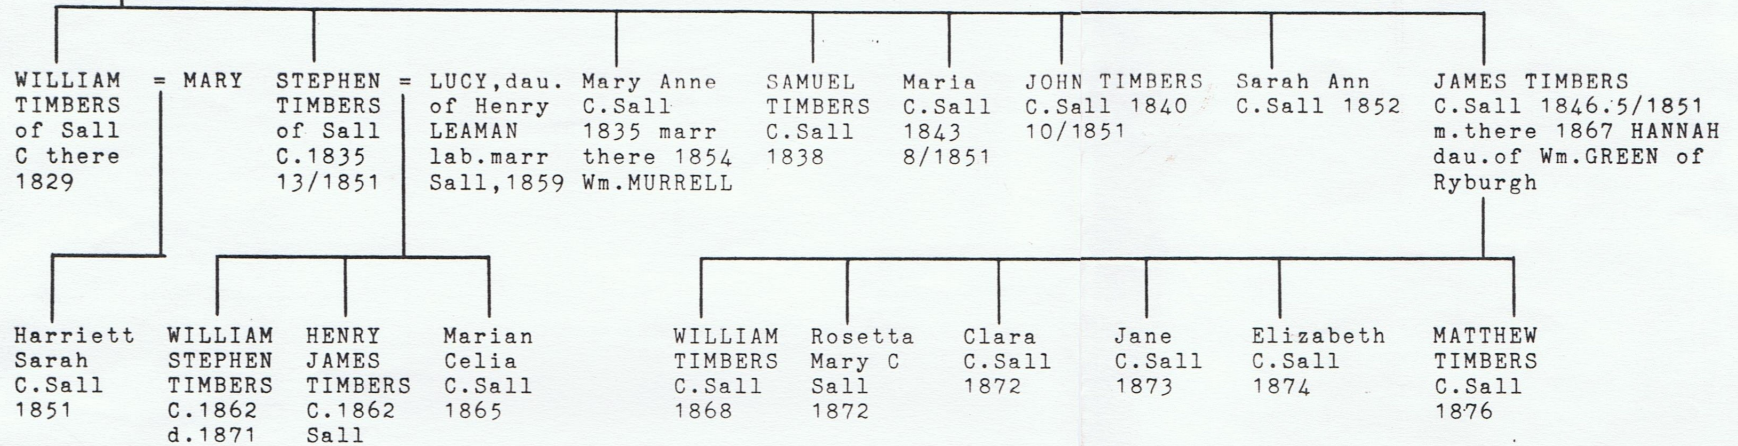 WILLIAM = MARY
TIMBERS
of Sall
C there
1829
STEPHEN =
TIMBERS
of Sall
C.1835
13/1851
LUCY,dau.
of Henry
LEAMAN
lab.marr
Sall,1859
Mary Anne
C.Sall
1835 marr
there 1854
Wm.MURRELL
SAMUEL
TIMBERS
C.Sall
1838
Maria
C.Sall
1843
8/1851
JOHN TIMBERS
C.Sall 1840
10/1851
Sarah Ann
C.Sall 1852
JAMES TIMBERS
C.Sall 1846.5/1851
m.there 1867 HANNAH
dau.of Wm.GREEN of
Ryburgh
Harriett
Sarah
C.Sall
1851
WILLIAM
STEPHEN
TIMBERS
C.1862
d.1871
HENRY
JAMES
TIMBERS
C.1862
Sall
Marian
Celia
C.Sall
1865
WILLIAM
TIMBERS
C.Sall
1868
Rosetta
Mary C
Sall
1872
Clara
C.Sall
1872
Jane
C.Sall
1873
Elizabeth
C.Sall
1874
MATTHEW
TIMBERS
C.Sall
1876